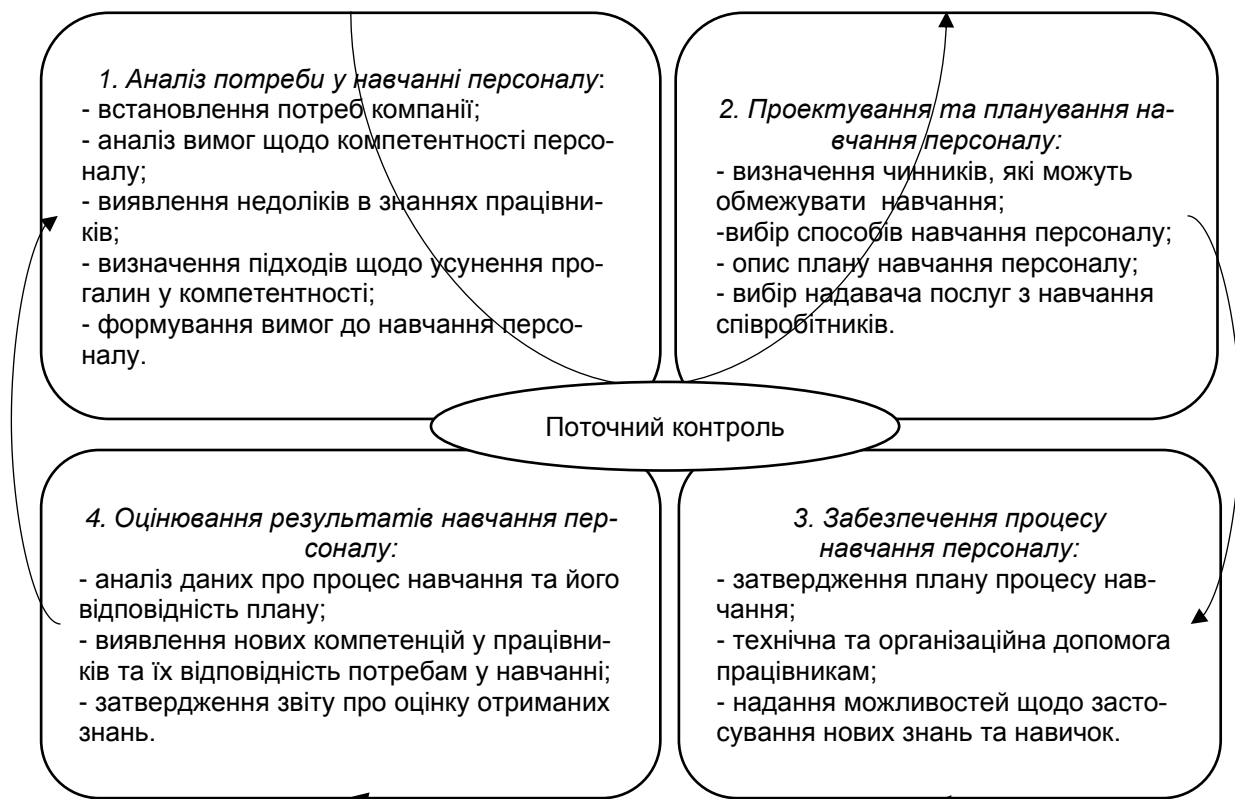 1. Аналіз потреби у навчанні персоналу:
- встановлення потреб компанії;
- аналіз вимог щодо компетентності персо-
налу;
- виявлення недоліків в знаннях працівни-
ків;
- визначення підходів щодо усунення про-
галин у компетентності;
- формування вимог до навчання персо-
налу.
2. Проектування та планування на-
вчання персоналу:
- визначення чинників, які можуть
обмежувати навчання;
-вибір способів навчання персоналу;
- опис плану навчання персоналу;
- вибір надавача послуг з навчання
співробітників.
Поточний контроль
4. Оцінювання результатів навчання пер-
соналу:
- аналіз даних про процес навчання та його
відповідність плану;
- виявлення нових компетенцій у працівни-
ків та їх відповідність потребам у навчанні;
- затвердження звіту про оцінку отриманих
знань.
3. Забезпечення процесу
навчання персоналу:
- затвердження плану процесу нав-
чання;
- технічна та організаційна допомога
працівникам;
- надання можливостей щодо засто-
сування нових знань та навичок.